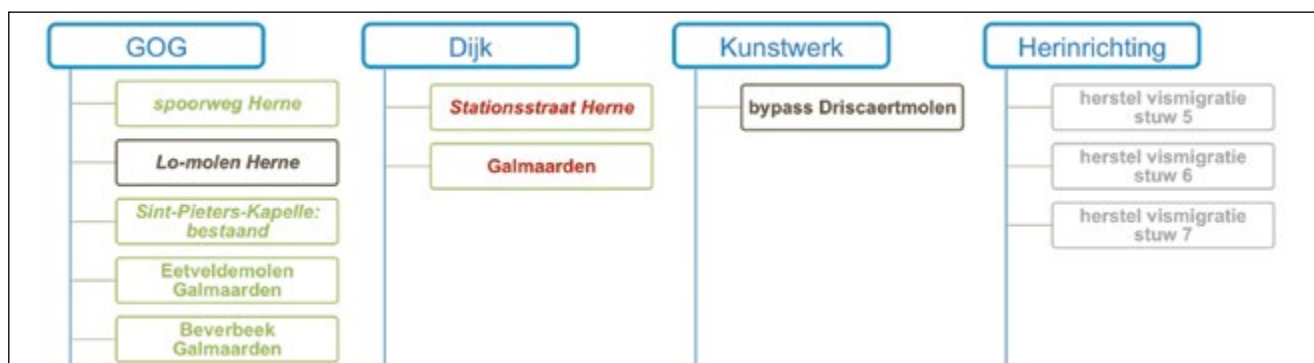 GOG
spoorweg Herne
Lo-molen Herne
Sint-Pieters-Kapelle:
bestaand
Eetveldemolen
Galmaarden
Beverbeek
Galmaarden
Dijk
Stationsstraat Herne
Galmaarden
Kunstwerk
bypass Driscaertmolen
Herinrichting
herstel vismigratie
stuw 5
herstel vismigratie
stuw 6
herstel vismigratie
stuw 7